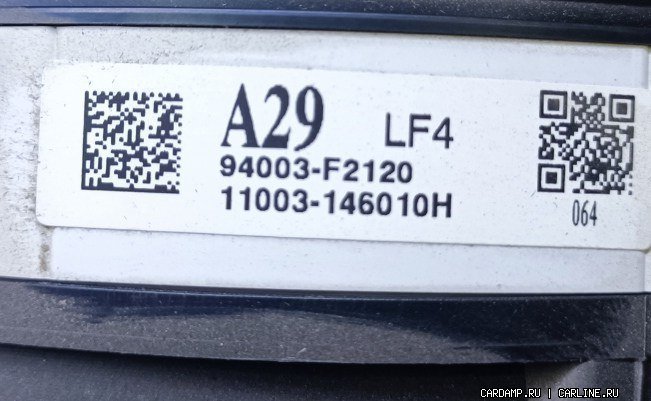 A29 LF4
94003-F2120
11003-146010H
064
CARDAMP.RU | CARLINE.RU